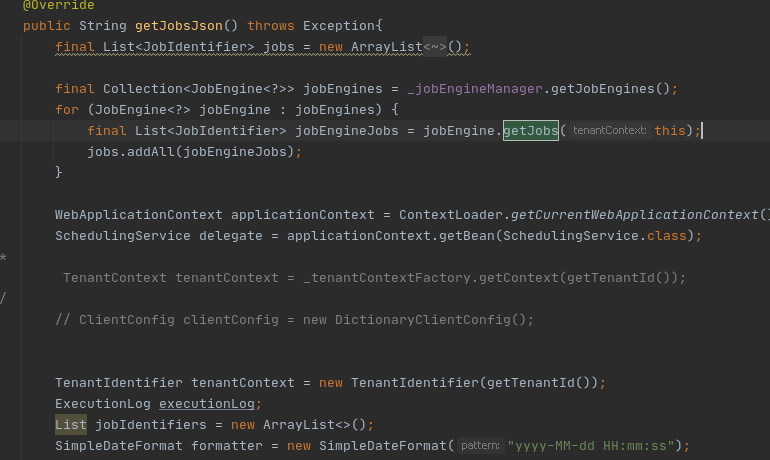 @Override
public String getJobsJson() throws Exception{
final List<JobIdentifier> jobs = new ArrayList<~>();
final Collection<JobEngine<?>> jobEngines = _jobEngineManager.getJobEngines();
for (JobEngine<?> jobEngine : jobEngines) {
final List<JobIdentifier> jobEngineJobs = jobEngine.getJobs( tenantContext: this);
jobs.addAll(jobEngineJobs);
}
WebApplicationContext applicationContext = ContextLoader.getCurrentWebApplicationContext()
SchedulingService delegate = applicationContext.getBean(SchedulingService.class);
*
TenantContext tenantContext = _tenantContextFactory.getContext(getTenantId());
/
// ClientConfig clientConfig = new DictionaryClientConfig();
TenantIdentifier tenantContext = new TenantIdentifier(getTenantId());
ExecutionLog executionLog;
List jobIdentifiers = new ArrayList<>();
SimpleDateFormat formatter = new SimpleDateFormat( pattern: "yyyy-MM-dd HH:mm:ss");